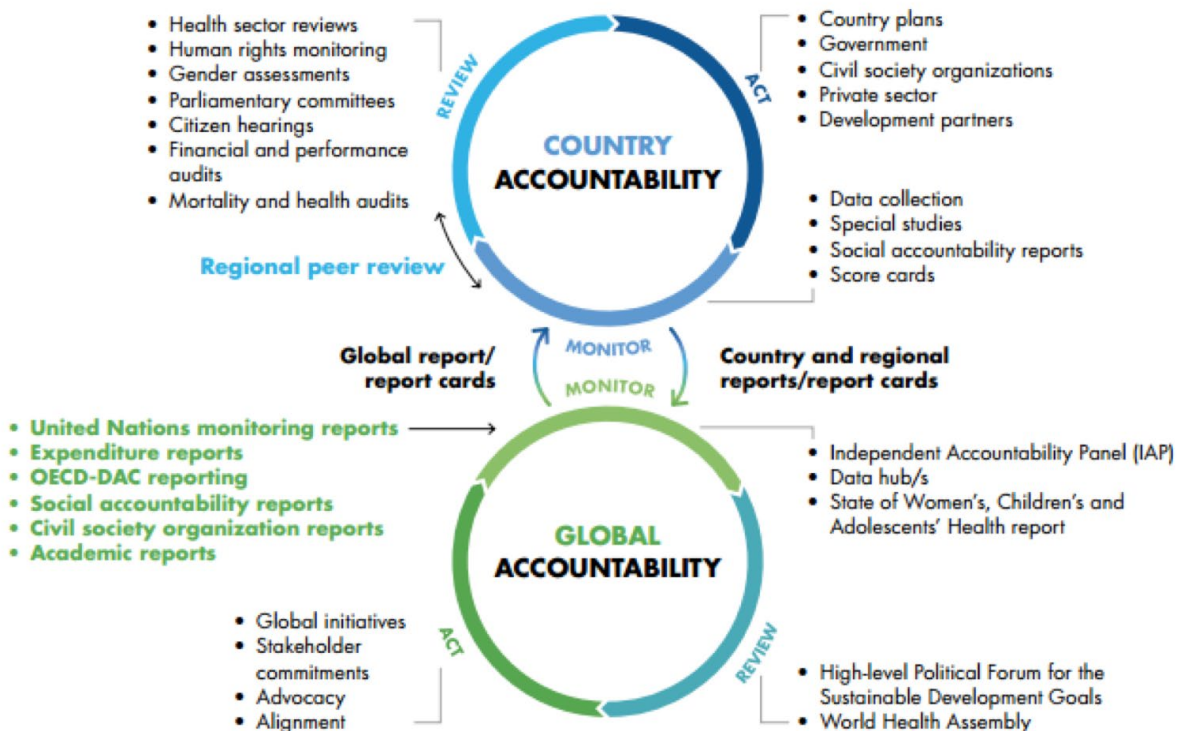 • Health sector reviews
• Human rights monitoring
• Gender assessments
• Parliamentary committees
• Citizen hearings
• Financial and performance
audits
• Mortality and health audits
REVIEW
ACT
• Country plans
• Government
• Civil society organizations
• Private sector
• Development partners
COUNTRY
ACCOUNTABILITY
• Data collection
• Special studies
• Social accountability reports
• Score cards
Regional peer review
MONITOR
Global report/
report cards
Country and regional
reports/report cards
MONITOR
• United Nations monitoring reports
• Expenditure reports
• OECD-DAC reporting
• Social accountability reports
• Civil society organization reports
• Academic reports
• Independent Accountability Panel (IAP)
• Data hub/s
• State of Women's, Children's and
Adolescents' Health report
GLOBAL
ACCOUNTABILITY
• Global initiatives
• Stakeholder
commitments
• Advocacy
• Alignment
ACT
REVIEW
• High-level Political Forum for the
Sustainable Development Goals
• World Health Assembly